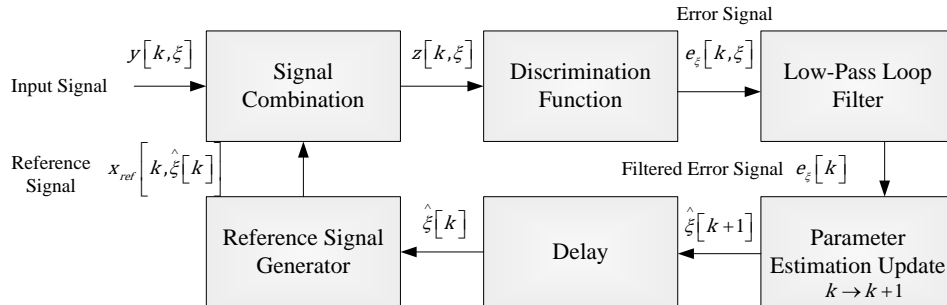 Error Signal
y[k,ξ]
Input Signal
Signal
Combination
z[k,ξ]
Discrimination
Function
e_ξ[k,ξ]
Low-Pass Loop
Filter
Reference
Signal
x_ref[k,ξ̂[k]]
Filtered Error Signal e_ξ[k]
Reference Signal
Generator
ξ̂[k]
Delay
ξ̂[k+1]
Parameter
Estimation Update
k → k+1